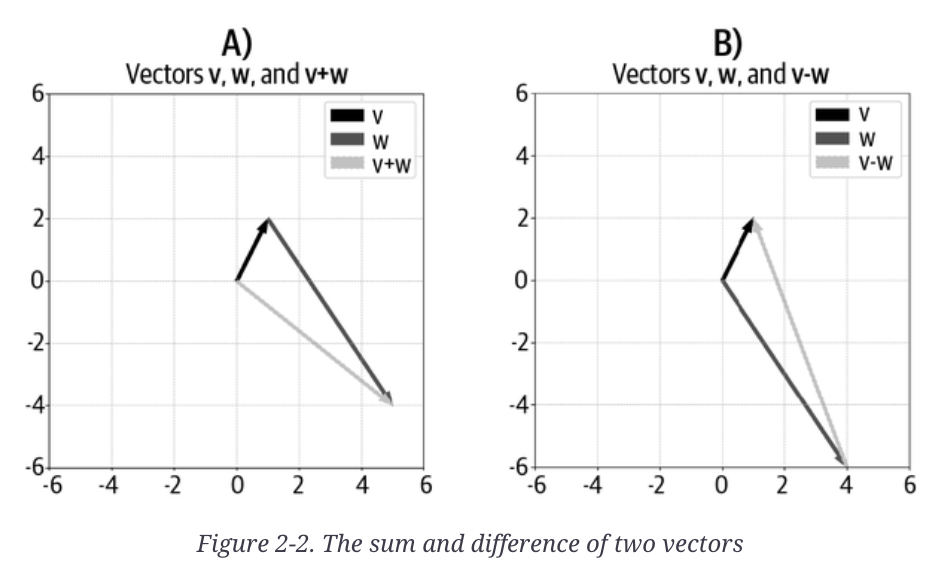 A)
Vectors v, w, and v+w
6
4
2
0
-2
-4
-6
-6 -4 -2 0 2 4 6
v
w
v+w
B)
Vectors v, w, and v-w
6
4
2
0
-2
-4
-6
-6 -4 -2 0 2 4 6
v
w
v-w
Figure 2-2. The sum and difference of two vectors